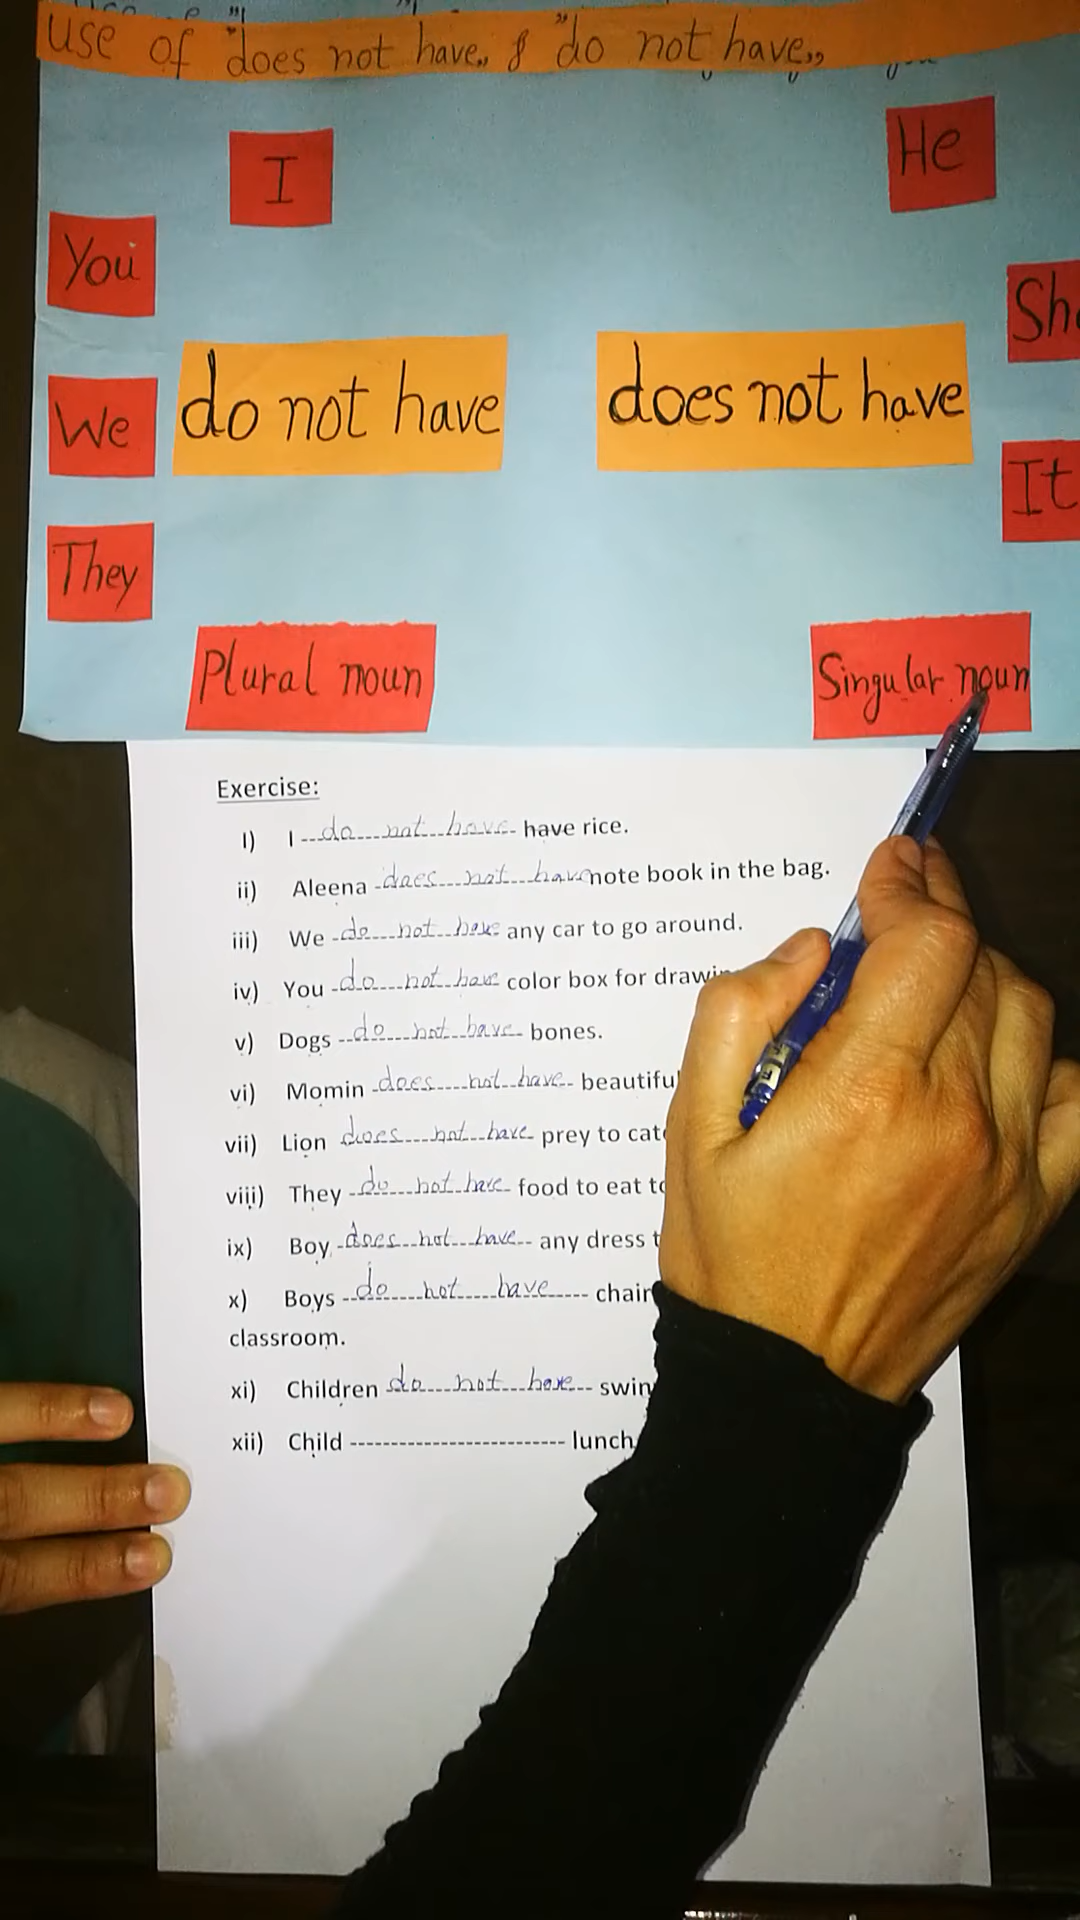 use of "does not have" & "do not have"
I
He
You
She
do not have
does not have
We
It
They
Plural noun
Singular noun
Exercise:
I) I ---do---not---have--- have rice.
ii) Aleena -does---not---have note book in the bag.
iii) We -do---not---have any car to go around.
iv) You -do---not---have color box for drawin
v) Dogs --do---not---have-- bones.
vi) Momin -does---not---have-- beautiful
vii) Lion does---not---have- prey to cat
viii) They --do---not---have- food to eat to
ix) Boy -does---not---have-- any dress t
x) Boys --do---not---have---- chair
classroom.
xi) Children do---not---have-- swin
xii) Child ------------------------- lunch